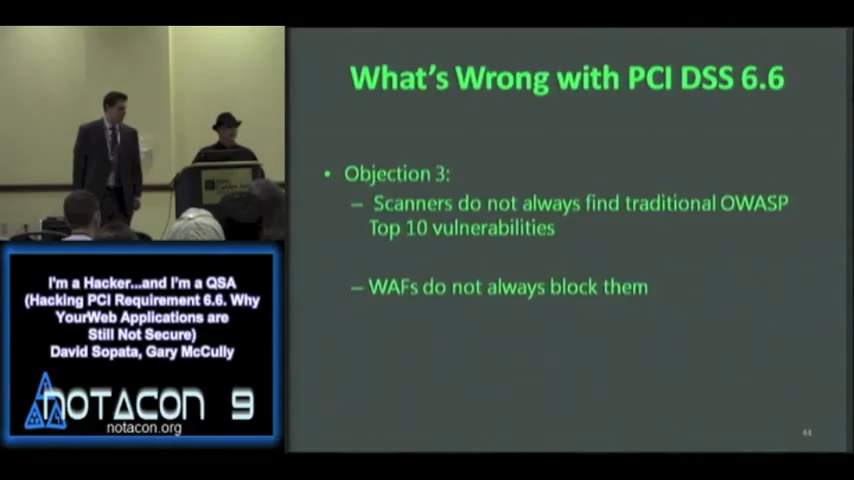 What's Wrong with PCI DSS 6.6
• Objection 3:
– Scanners do not always find traditional OWASP
Top 10 vulnerabilities
– WAFs do not always block them
44
I'm a Hacker...and I'm a QSA
(Hacking PCI Requirement 6.6. Why
YourWeb Applications are
Still Not Secure)
David Sopata, Gary McCully
NOTACON 9
notacon.org